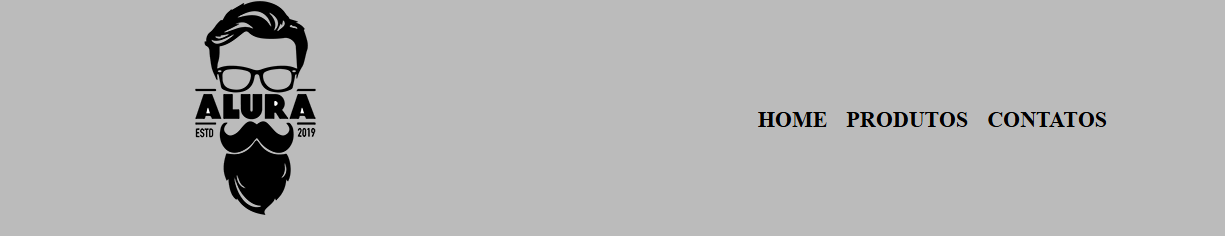 ALURA
ESTD 2019
HOME PRODUTOS CONTATOS